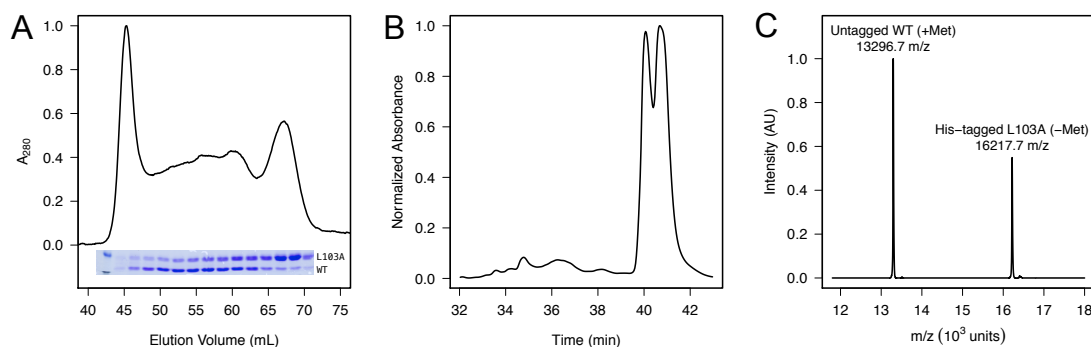 A
A280
1.0
0.8
0.6
0.4
0.2
0.0
L103A
WT
40 45 50 55 60 65 70 75
Elution Volume (mL)
B
Normalized Absorbance
1.0
0.8
0.6
0.4
0.2
0.0
32 34 36 38 40 42
Time (min)
C
Untagged WT (+Met)
13296.7 m/z
His−tagged L103A (−Met)
16217.7 m/z
Intensity (AU)
1.0
0.8
0.6
0.4
0.2
0.0
12 13 14 15 16 17 18
m/z (10³ units)